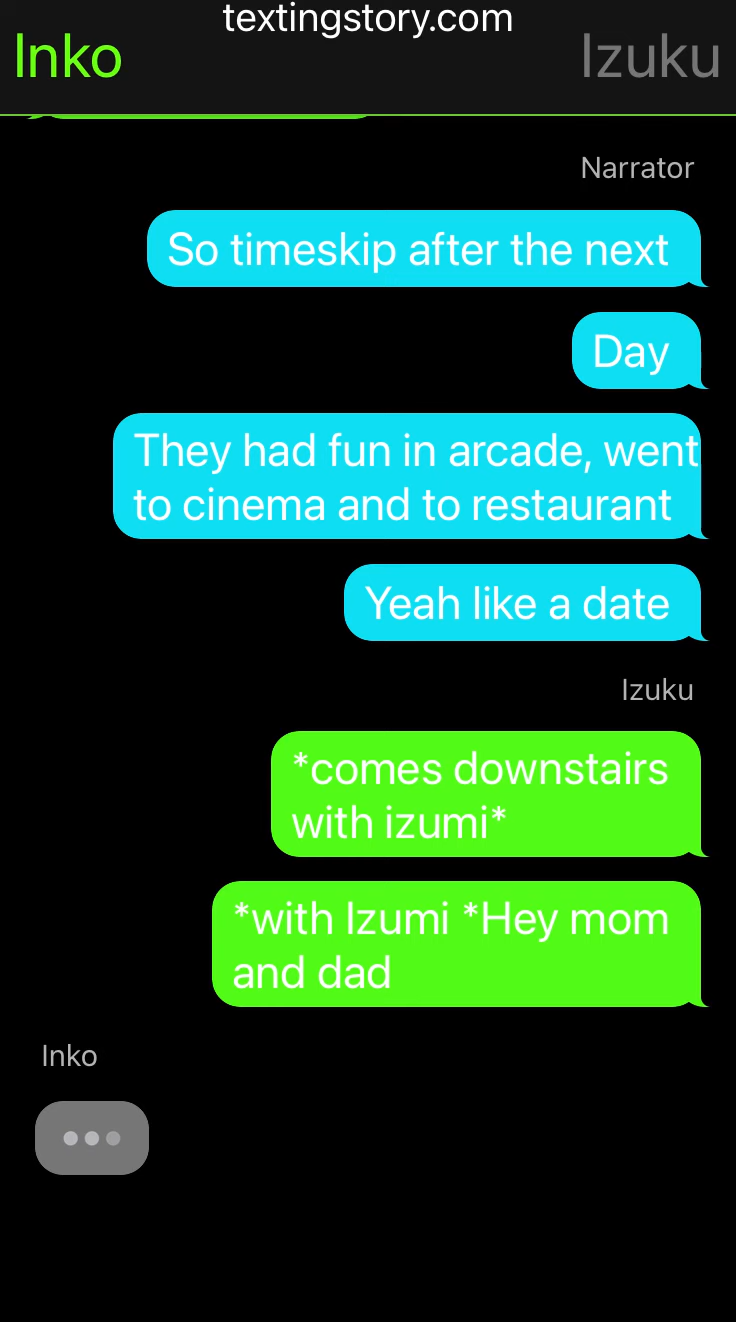 textingstory.com
Inko
Izuku
Narrator
So timeskip after the next
Day
They had fun in arcade, went
to cinema and to restaurant
Yeah like a date
Izuku
*comes downstairs
with izumi*
*with Izumi *Hey mom
and dad
Inko